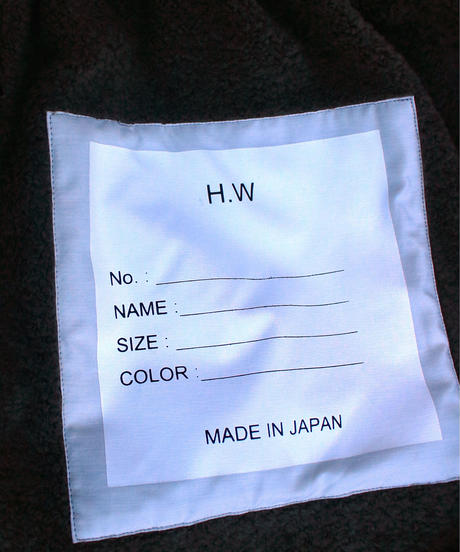 H.W
No. :
NAME :
SIZE :
COLOR :
MADE IN JAPAN